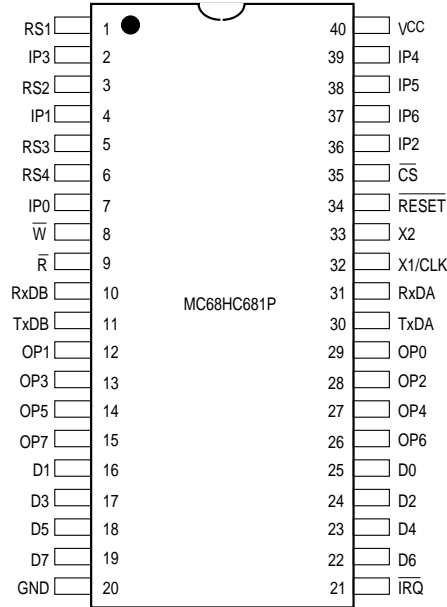 RS1 1 40 VCC
IP3 2 39 IP4
RS2 3 38 IP5
IP1 4 37 IP6
RS3 5 36 IP2
RS4 6 35 C̅S̅
IP0 7 34 R̅E̅S̅E̅T̅
W̅ 8 33 X2
R̅ 9 32 X1/CLK
RxDB 10 31 RxDA
MC68HC681P
TxDB 11 30 TxDA
OP1 12 29 OP0
OP3 13 28 OP2
OP5 14 27 OP4
OP7 15 26 OP6
D1 16 25 D0
D3 17 24 D2
D5 18 23 D4
D7 19 22 D6
GND 20 21 I̅R̅Q̅